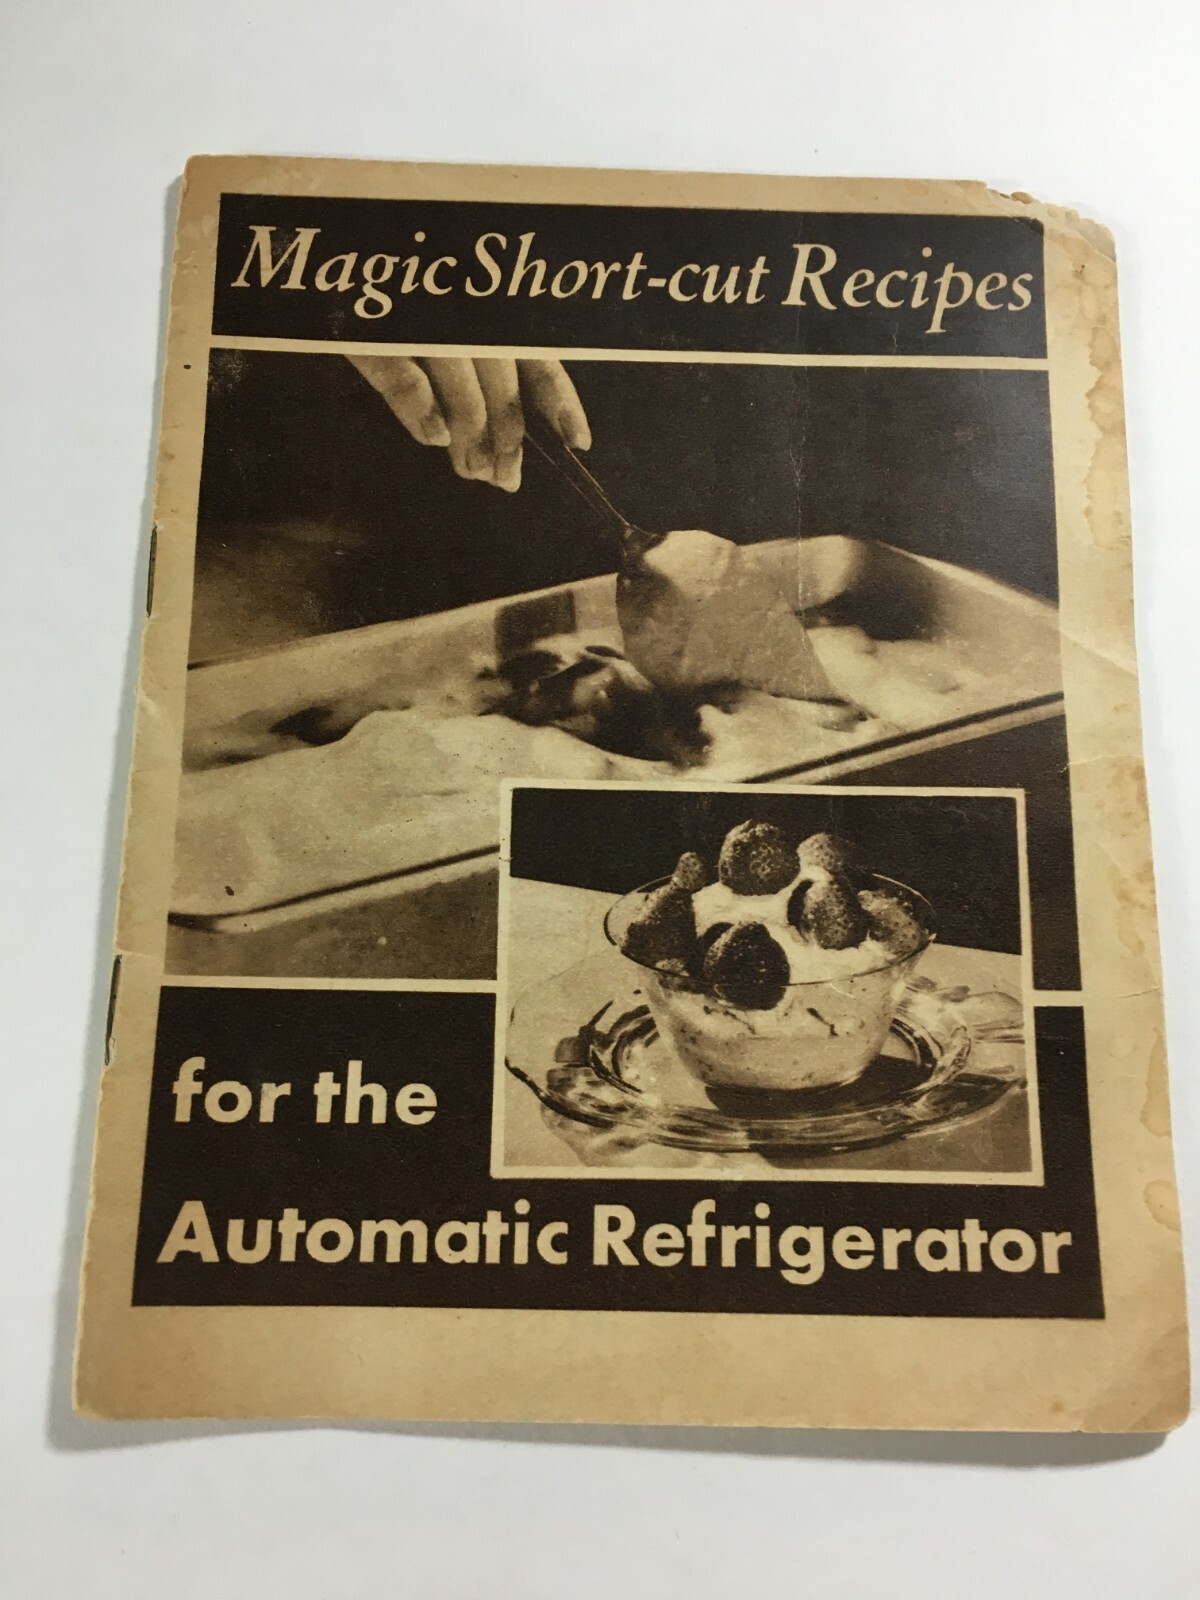 Magic Short-cut Recipes
for the
Automatic Refrigerator